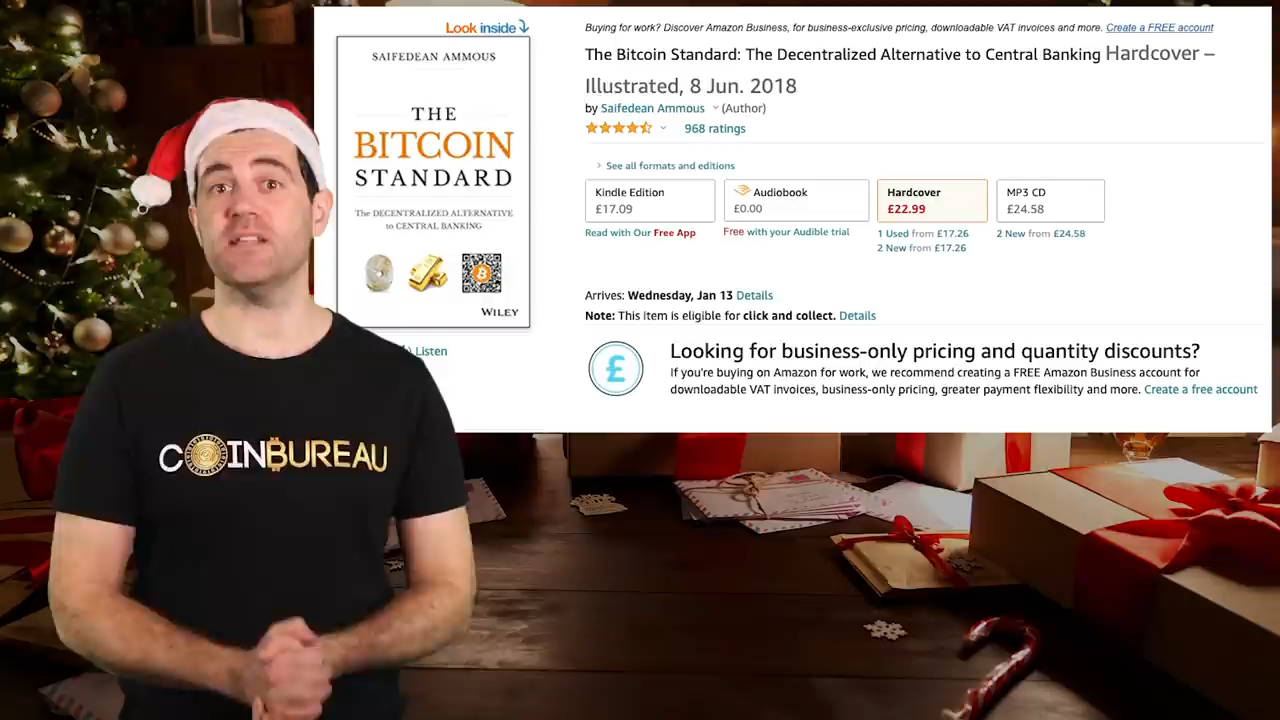 Look inside
SAIFEDEAN AMMOUS
THE
BITCOIN
STANDARD
The DECENTRALIZED ALTERNATIVE
to CENTRAL BANKING
WILEY
Listen
Buying for work? Discover Amazon Business, for business-exclusive pricing, downloadable VAT invoices and more. Create a FREE account
The Bitcoin Standard: The Decentralized Alternative to Central Banking Hardcover –
Illustrated, 8 Jun. 2018
by Saifedean Ammous (Author)
968 ratings
See all formats and editions
Kindle Edition
£17.09
Read with Our Free App
Audiobook
£0.00
Free with your Audible trial
Hardcover
£22.99
1 Used from £17.26
2 New from £17.26
MP3 CD
£24.58
2 New from £24.58
Arrives: Wednesday, Jan 13 Details
Note: This item is eligible for click and collect. Details
£
Looking for business-only pricing and quantity discounts?
If you're buying on Amazon for work, we recommend creating a FREE Amazon Business account for
downloadable VAT invoices, business-only pricing, greater payment flexibility and more. Create a free account
COINBUREAU